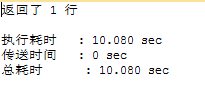 返回了 1 行
执行耗时   : 10.080 sec
传送时间   : 0 sec
总耗时      : 10.080 sec